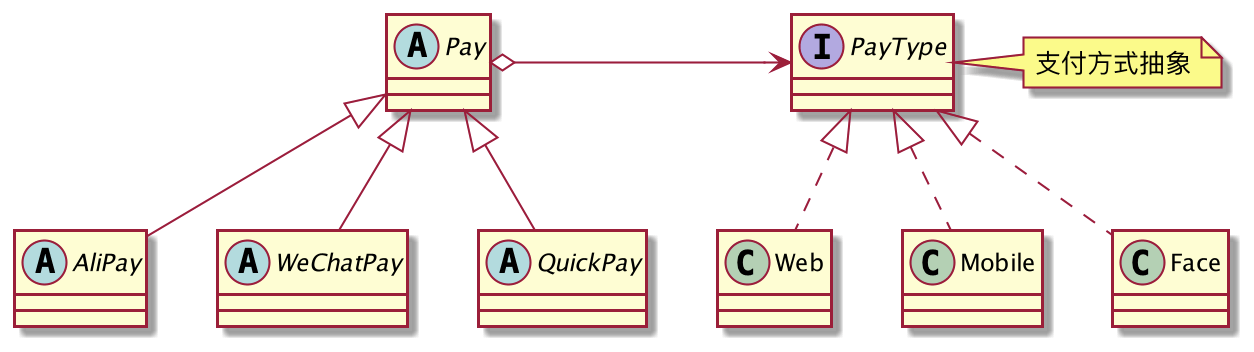 A Pay
I PayType
支付方式抽象
A AliPay
A WeChatPay
A QuickPay
C Web
C Mobile
C Face